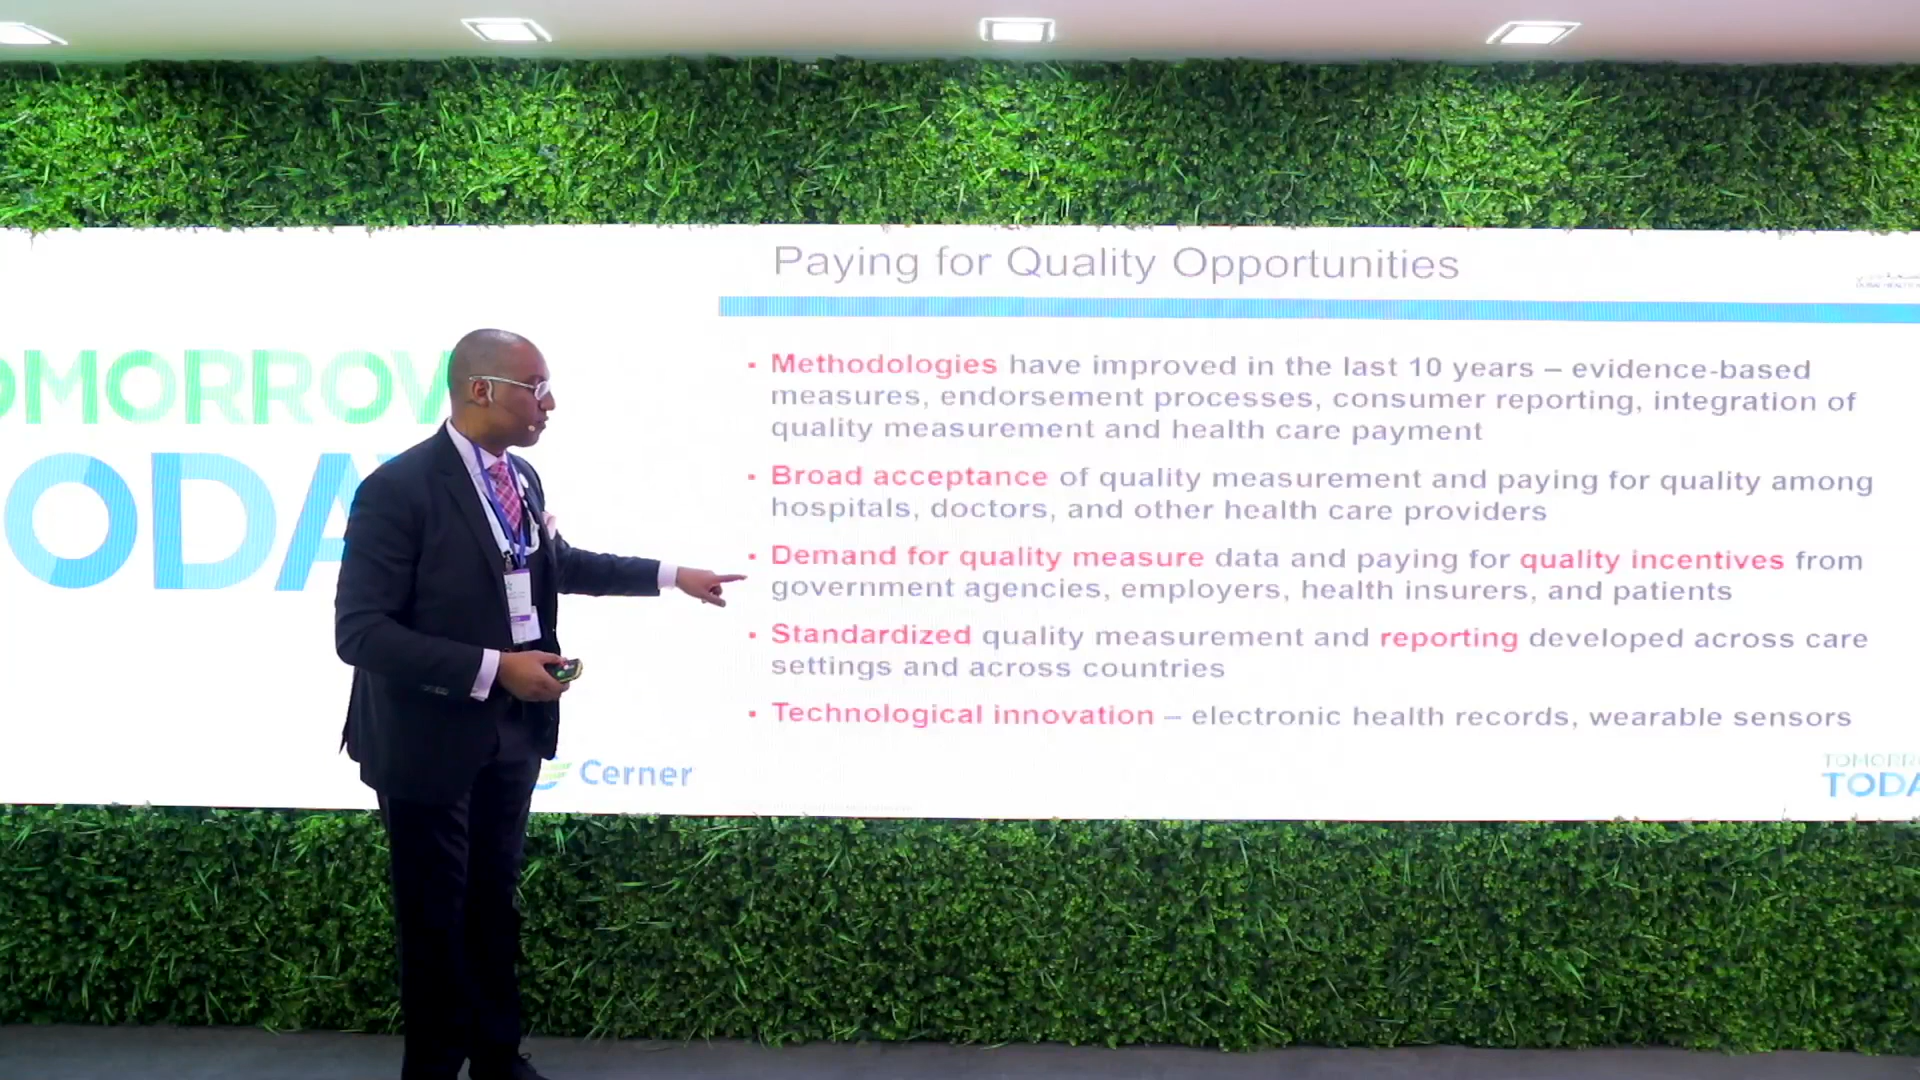 Paying for Quality Opportunities
OMORROW
TODA
▪ Methodologies have improved in the last 10 years – evidence-based
measures, endorsement processes, consumer reporting, integration of
quality measurement and health care payment
▪ Broad acceptance of quality measurement and paying for quality among
hospitals, doctors, and other health care providers
▪ Demand for quality measure data and paying for quality incentives from
government agencies, employers, health insurers, and patients
▪ Standardized quality measurement and reporting developed across care
settings and across countries
▪ Technological innovation – electronic health records, wearable sensors
Cerner
TOMORR
TODA